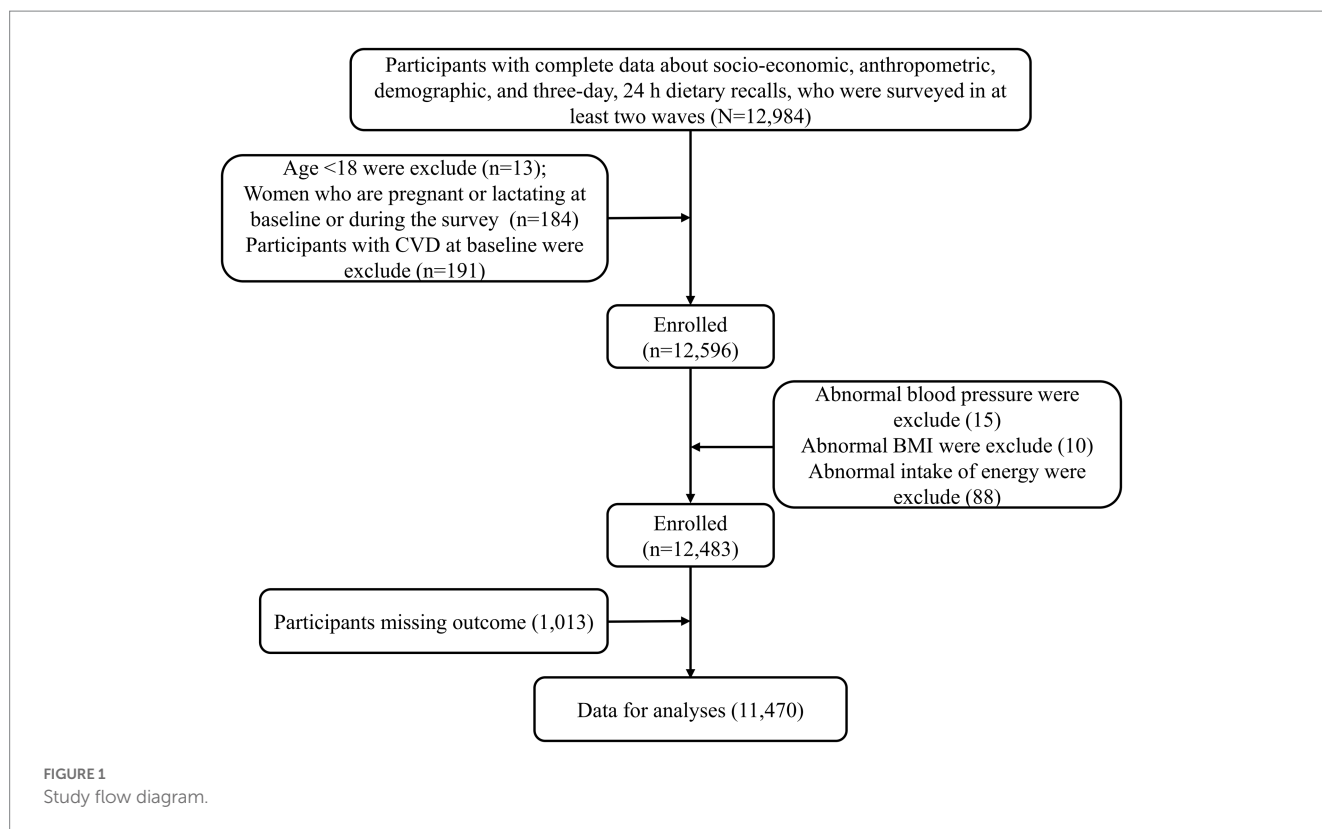 Participants with complete data about socio-economic, anthropometric,
demographic, and three-day, 24 h dietary recalls, who were surveyed in at
least two waves (N=12,984)
Age <18 were exclude (n=13);
Women who are pregnant or lactating at
baseline or during the survey (n=184)
Participants with CVD at baseline were
exclude (n=191)
Enrolled
(n=12,596)
Abnormal blood pressure were
exclude (15)
Abnormal BMI were exclude (10)
Abnormal intake of energy were
exclude (88)
Enrolled
(n=12,483)
Participants missing outcome (1,013)
Data for analyses (11,470)
FIGURE 1
Study flow diagram.